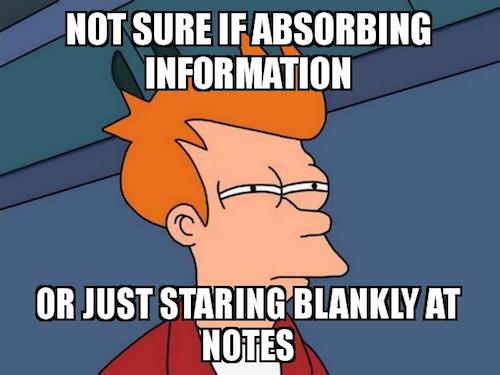 NOT SURE IF ABSORBING
INFORMATION
OR JUST STARING BLANKLY AT
NOTES